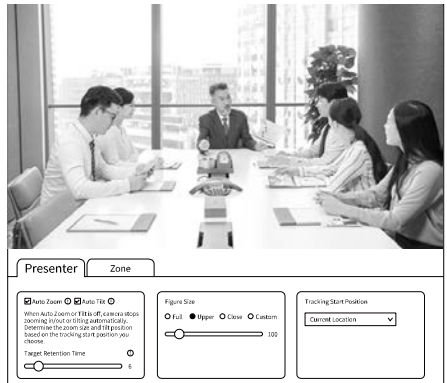 Presenter
Zone
Auto Zoom
Auto Tilt
When Auto Zoom or Tilt is off, camera stops
zooming in/out or tilting automatically.
Determine the zoom size and tilt position
based on the tracking start position you
choose.
Target Retention Time
6
Figure Size
Full
Upper
Close
Custom
100
Tracking Start Position
Current Location